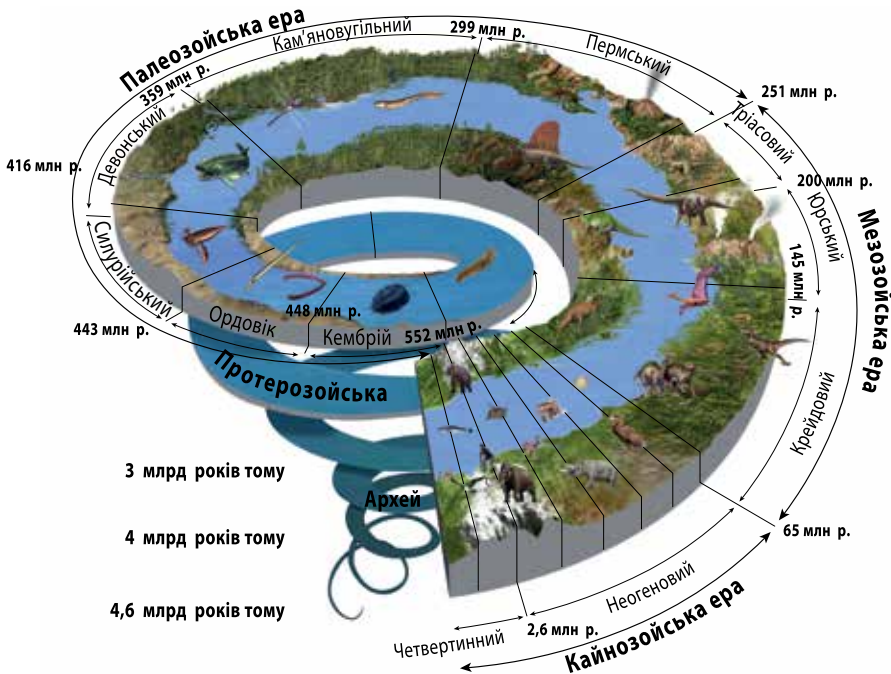 Палеозойська ера
Кам’яновугільний
299 млн р.
Пермський
251 млн р.
359 млн р.
Девонський
416 млн р.
Тріасовий
200 млн р.
Юрський
Мезозойська ера
145 млн р.
Силурійський
443 млн р.
Ордовік
448 млн р.
Кембрій
552 млн р.
Протерозойська
Крейдовий
3 млрд років тому
Архей
4 млрд років тому
65 млн р.
4,6 млрд років тому
Неогеновий
2,6 млн р.
Четвертинний
Кайнозойська ера